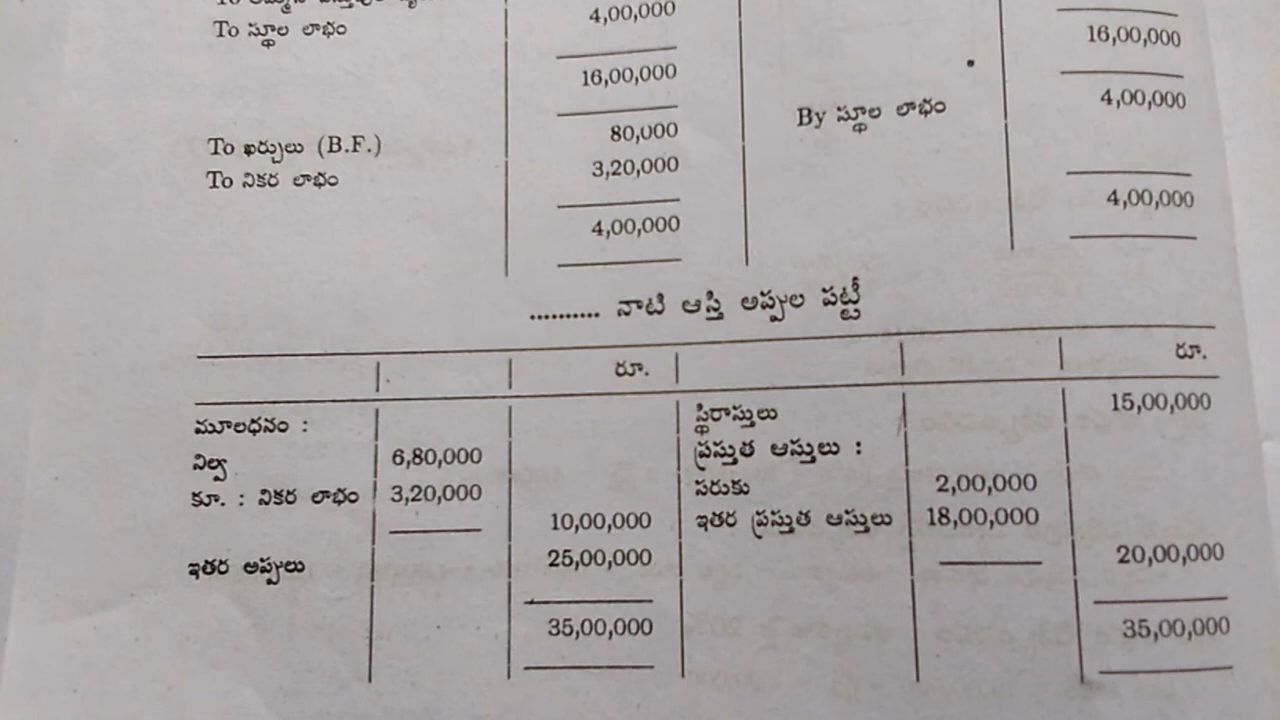 To 4,00,000
To స్థూల లాభం 16,00,000
16,00,000
By స్థూల లాభం 4,00,000
To ఖర్చులు (B.F.) 80,000
To నికర లాభం 3,20,000
4,00,000 4,00,000
.......... నాటి ఆస్తి అప్పుల పట్టీ
రూ. రూ.
మూలధనం : స్థిరాస్తులు 15,00,000
నిల్వ 6,80,000 ప్రస్తుత ఆస్తులు :
కూ. : నికర లాభం 3,20,000 సరుకు 2,00,000
10,00,000 ఇతర ప్రస్తుత ఆస్తులు 18,00,000
ఇతర అప్పులు 25,00,000 20,00,000
35,00,000 35,00,000